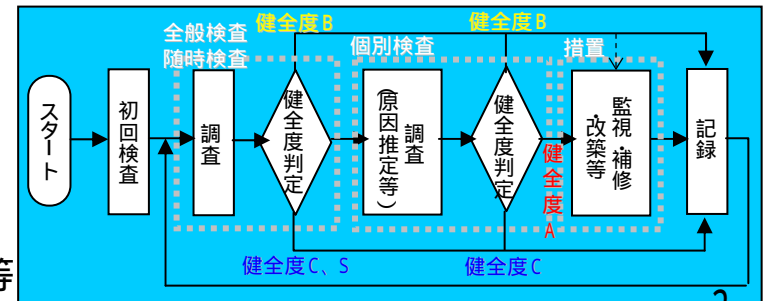 全般検査
随時検査
健全度B
個別検査
健全度B
措置
スタート
初回検査
調査
健全度判定
調査
(原因推定等)
健全度判定
健全度A
監視・補修・
改築等
記録
健全度C、S
健全度C
等